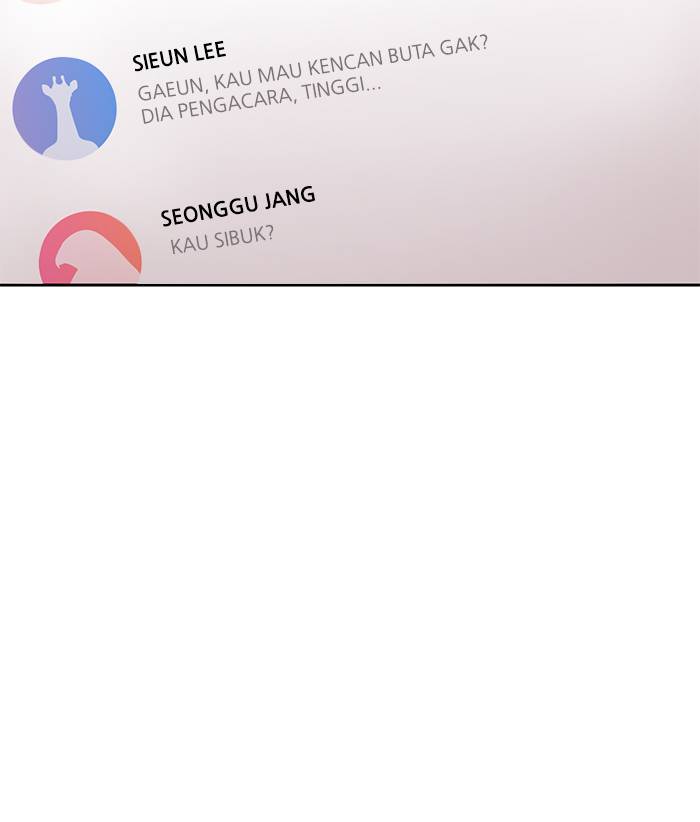 SIEUN LEE
GAEUN, KAU MAU KENCAN BUTA GAK?
DIA PENGACARA, TINGGI...
SEONGGU JANG
KAU SIBUK?